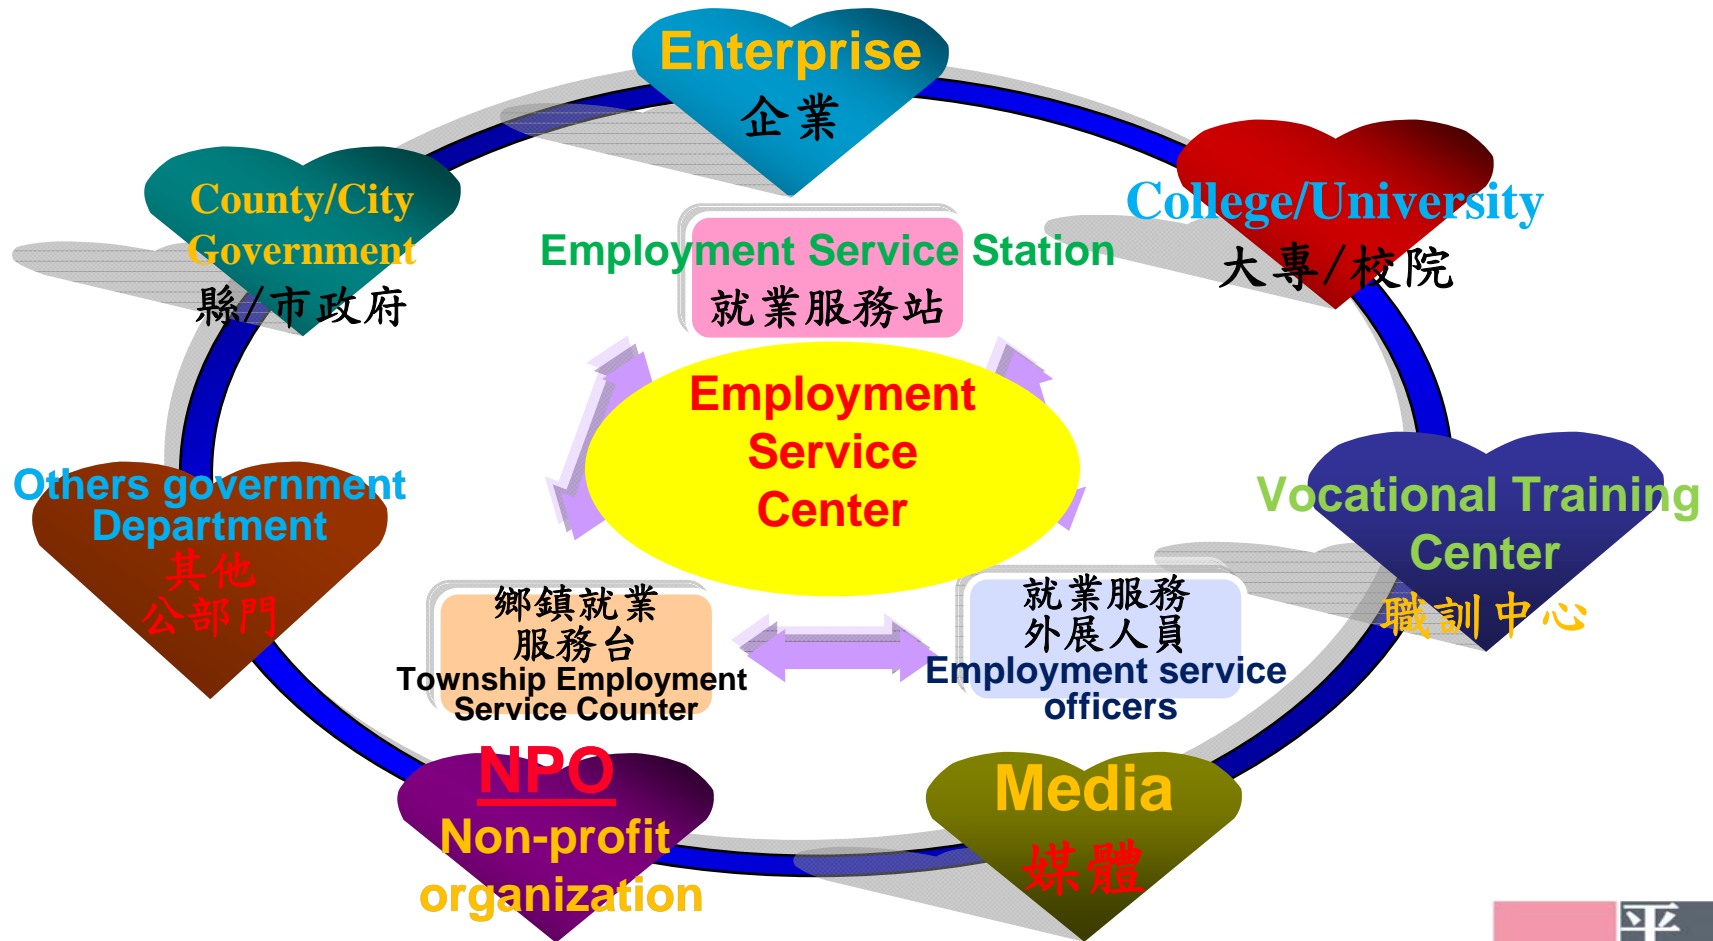 Enterprise
企業
County/City
Government
縣/市政府
College/University
大專/校院
Employment Service Station
就業服務站
Employment
Service
Center
Others government
Department
其他
公部門
Vocational Training
Center
職訓中心
鄉鎮就業
服務台
Township Employment
Service Counter
就業服務
外展人員
Employment service
officers
NPO
Non-profit
organization
Media
媒體
平